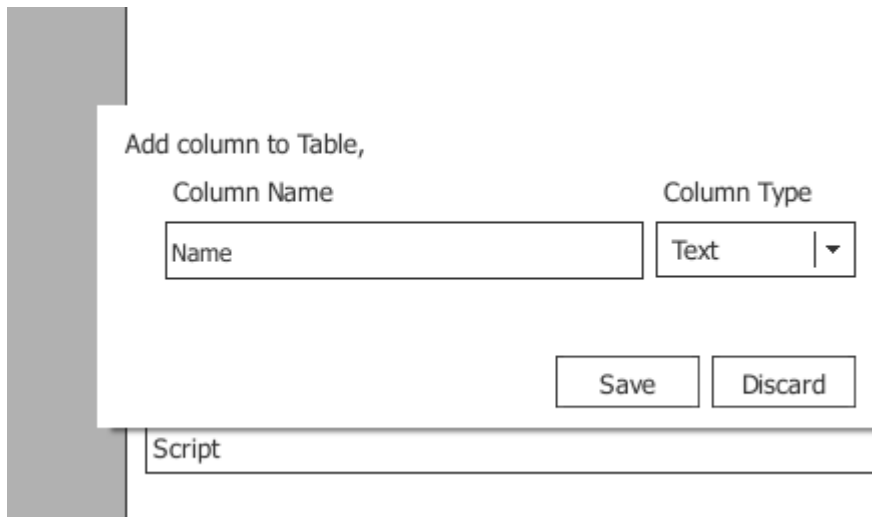 Add column to Table,
Column Name Column Type
Name Text
Save Discard
Script